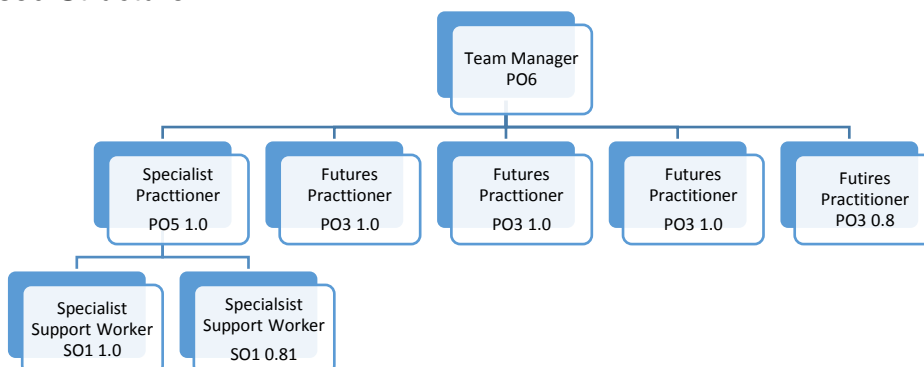 Team Manager
PO6
Specialist
Practtioner
PO5 1.0
Futures
Practtioner
PO3 1.0
Futures
Practtioner
PO3 1.0
Futures
Practitioner
PO3 1.0
Futires
Practitioner
PO3 0.8
Specialist
Support Worker
SO1 1.0
Specialsist
Support Worker
SO1 0.81